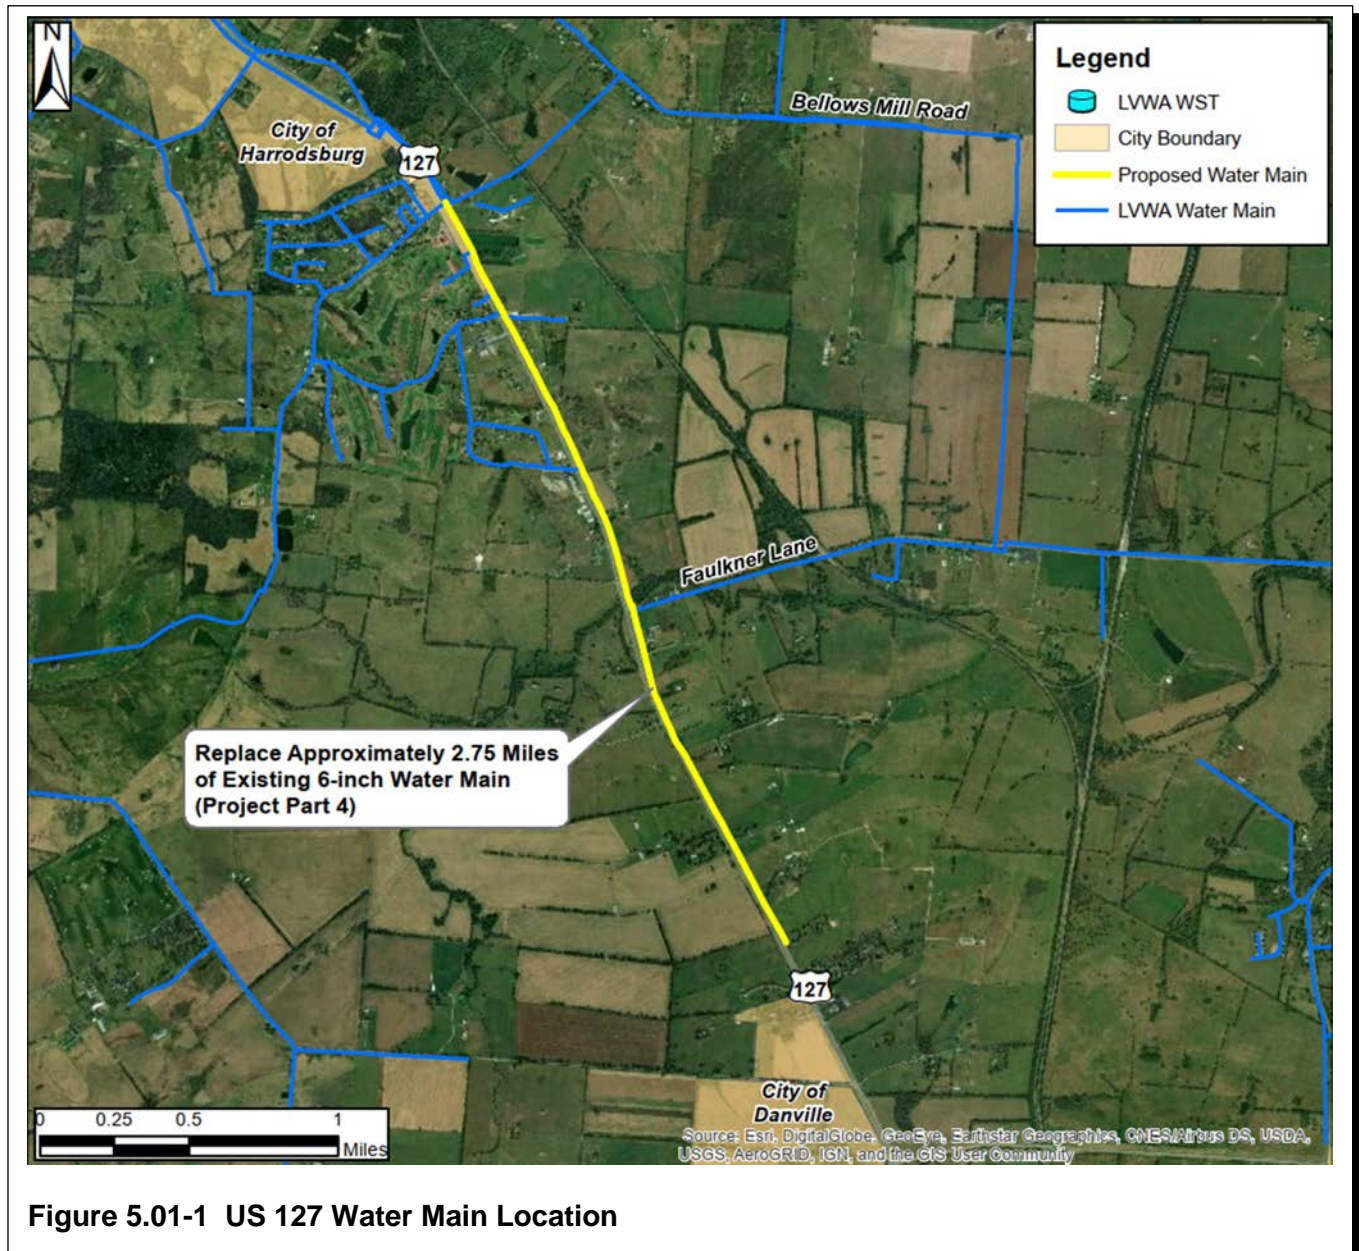 N
Legend
LVWA WST
City Boundary
Proposed Water Main
LVWA Water Main
Bellows Mill Road
City of
Harrodsburg
127
Faulkner Lane
Replace Approximately 2.75 Miles
of Existing 6-inch Water Main
(Project Part 4)
127
City of
Danville
0 0.25 0.5 1
Miles
Source: Esri, DigitalGlobe, GeoEye, Earthstar Geographics, CNES/Airbus DS, USDA,
USGS, AeroGRID, IGN, and the GIS User Community
Figure 5.01-1 US 127 Water Main Location